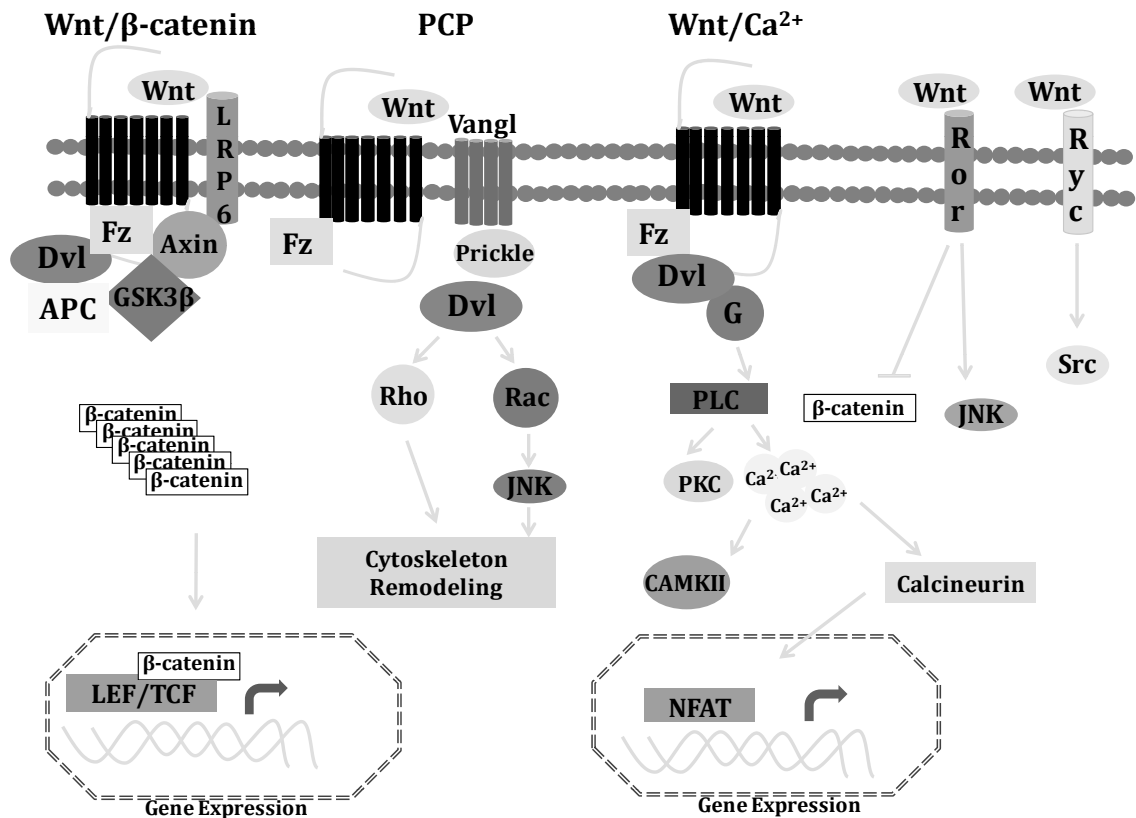 Wnt/β-catenin
PCP
Wnt/Ca²⁺
Wnt
L
R
P
6
Fz
Axin
Dvl
GSK3β
APC
β-catenin
β-catenin
β-catenin
β-catenin
β-catenin
β-catenin
LEF/TCF
Gene Expression
Wnt
Vangl
Fz
Prickle
Dvl
Rho
Rac
JNK
Cytoskeleton
Remodeling
Wnt
Fz
Dvl
G
PLC
PKC
Ca²
Ca²⁺
Ca²⁺
Ca²⁺
CAMKII
Calcineurin
NFAT
Gene Expression
Wnt
R
o
r
β-catenin
JNK
Wnt
R
y
c
Src